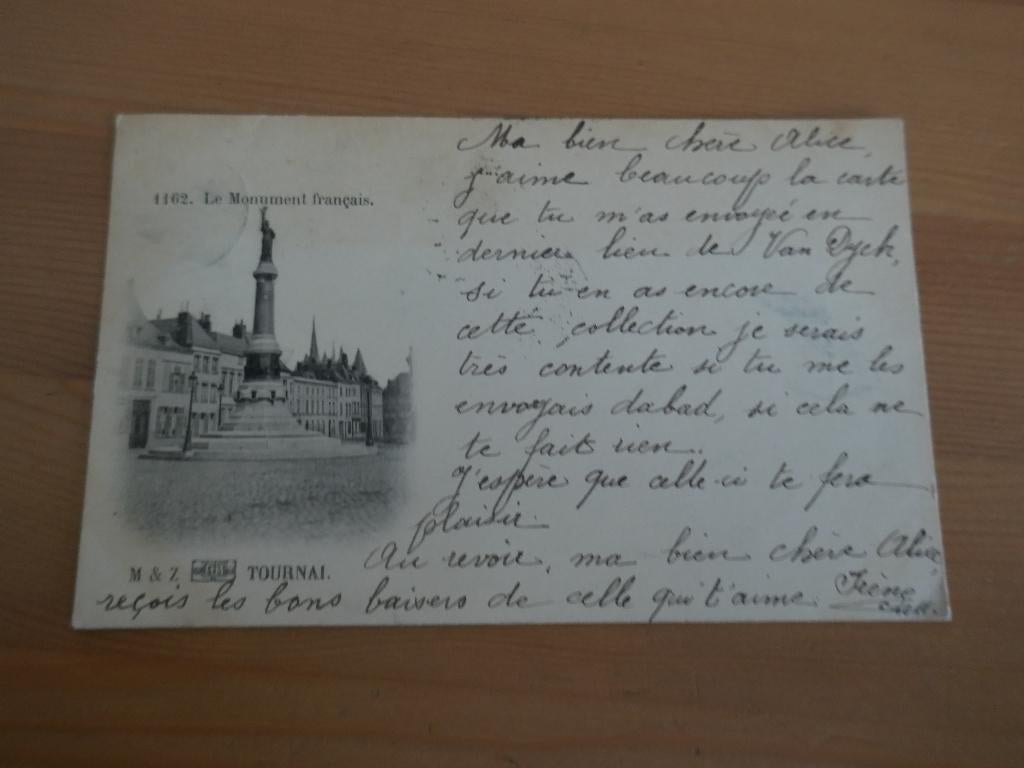 1162. Le Monument français.
Ma bien chère Alice,
j'aime beaucoup la carte
que tu m'as envoyée en
dernier lieu de Van Dyck,
si tu en as encore de
cette collection je serais
très contente si tu me les
envoyais dabad, si cela ne
te fait rien.
J'espère que celle-ci te fera
plaisir.
Au revoir, ma bien chère Alice
reçois les bons baisers de celle qui t'aime. Irène
M & Z TOURNAI.